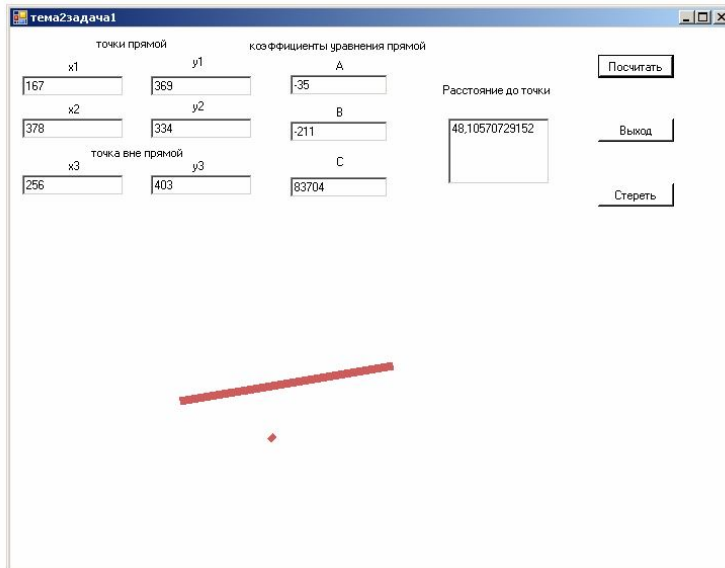 тема2задача1
точки прямой
коэффициенты уравнения прямой
x1
y1
A
167
369
-35
Расстояние до точки
Посчитать
x2
y2
B
378
334
-211
48,10570729152
Выход
точка вне прямой
x3
y3
C
256
403
83704
Стереть